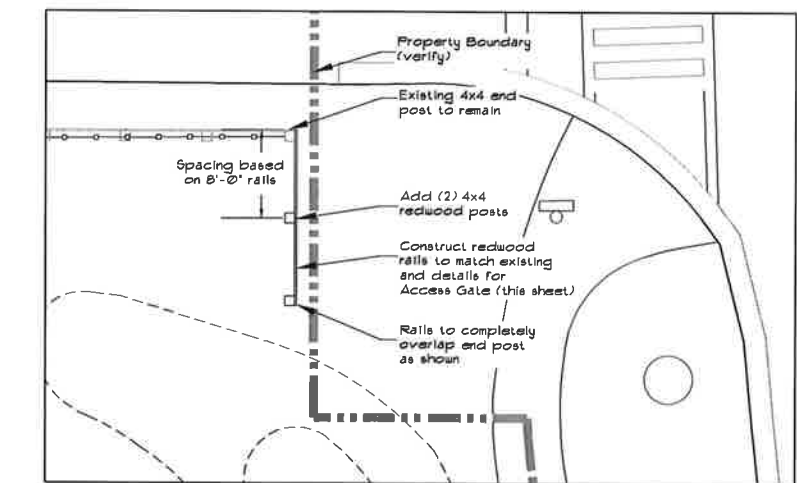 Property Boundary
(verify)
Existing 4x4 end
post to remain
Spacing based
on 8'-0" rails
Add (2) 4x4
redwood posts
Construct redwood
rails to match existing
and details for
Access Gate (this sheet)
Rails to completely
overlap end post
as shown